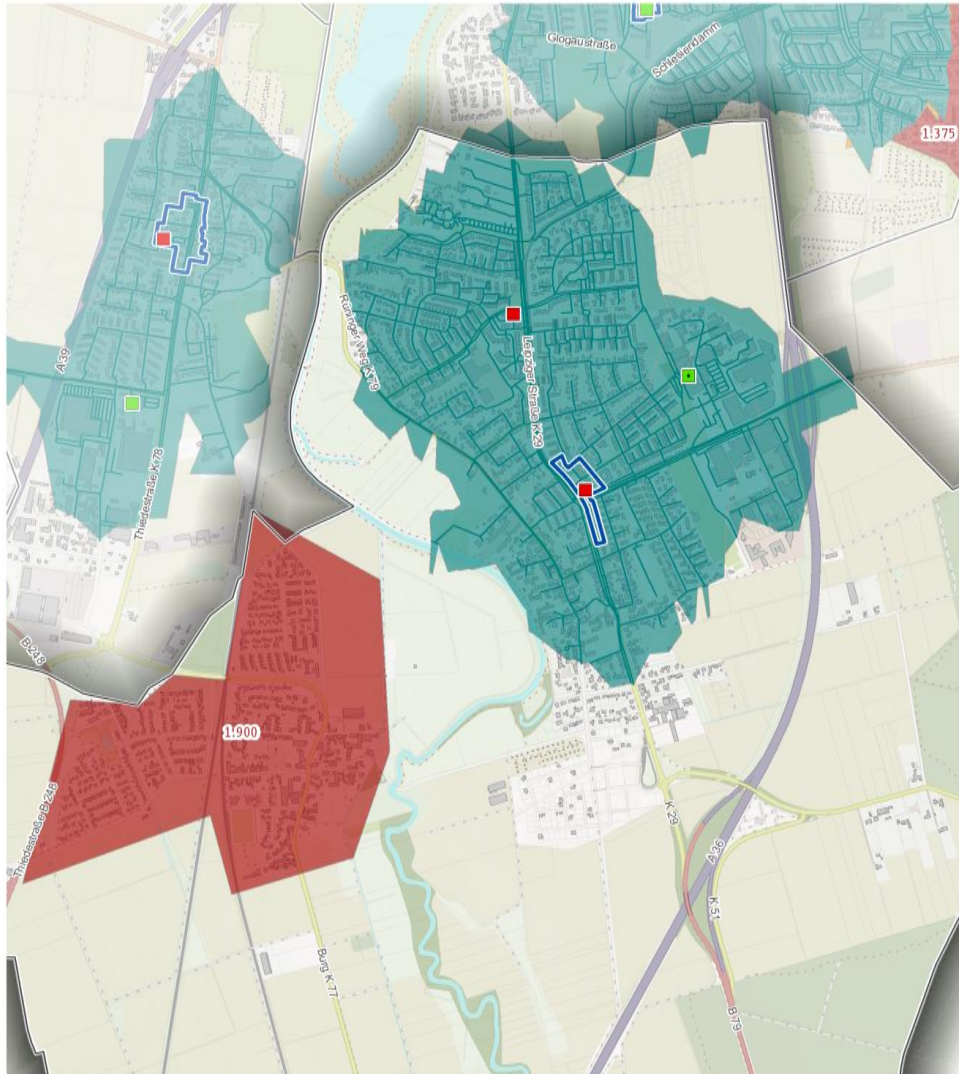 Glogaustraße
Schlesiendamm
1.375
Rüninger Weg K 79
A 39
Leipziger Straße K 29
Thiedestraße K 78
B 248
1.900
Thiedestraße B 248
K 29
A 36
K 51
Burg K 77
B 79